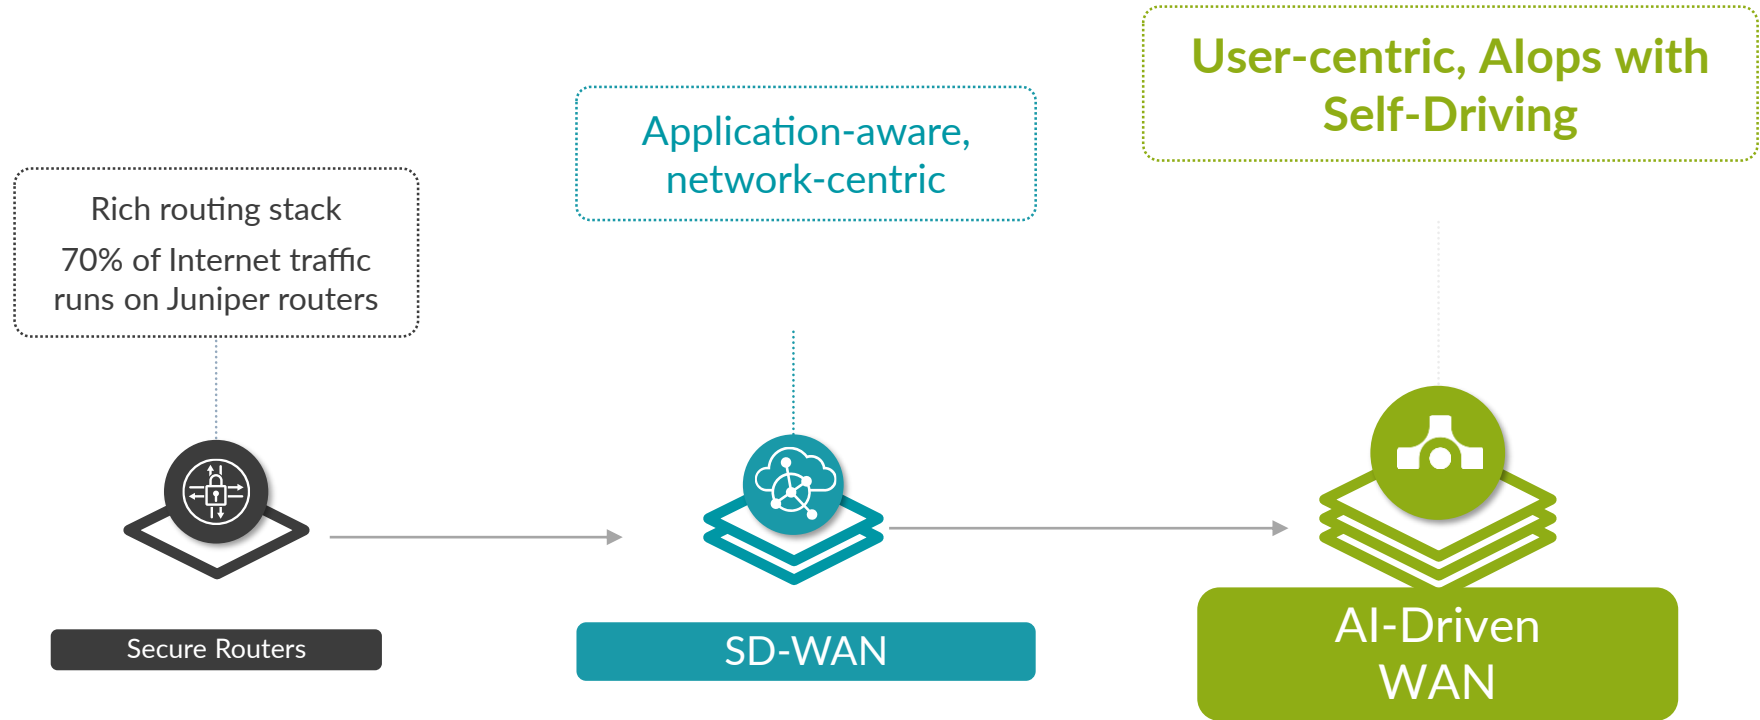 User-centric, AIops with
Self-Driving
Application-aware,
network-centric
Rich routing stack
70% of Internet traffic
runs on Juniper routers
Secure Routers
SD-WAN
AI-Driven
WAN